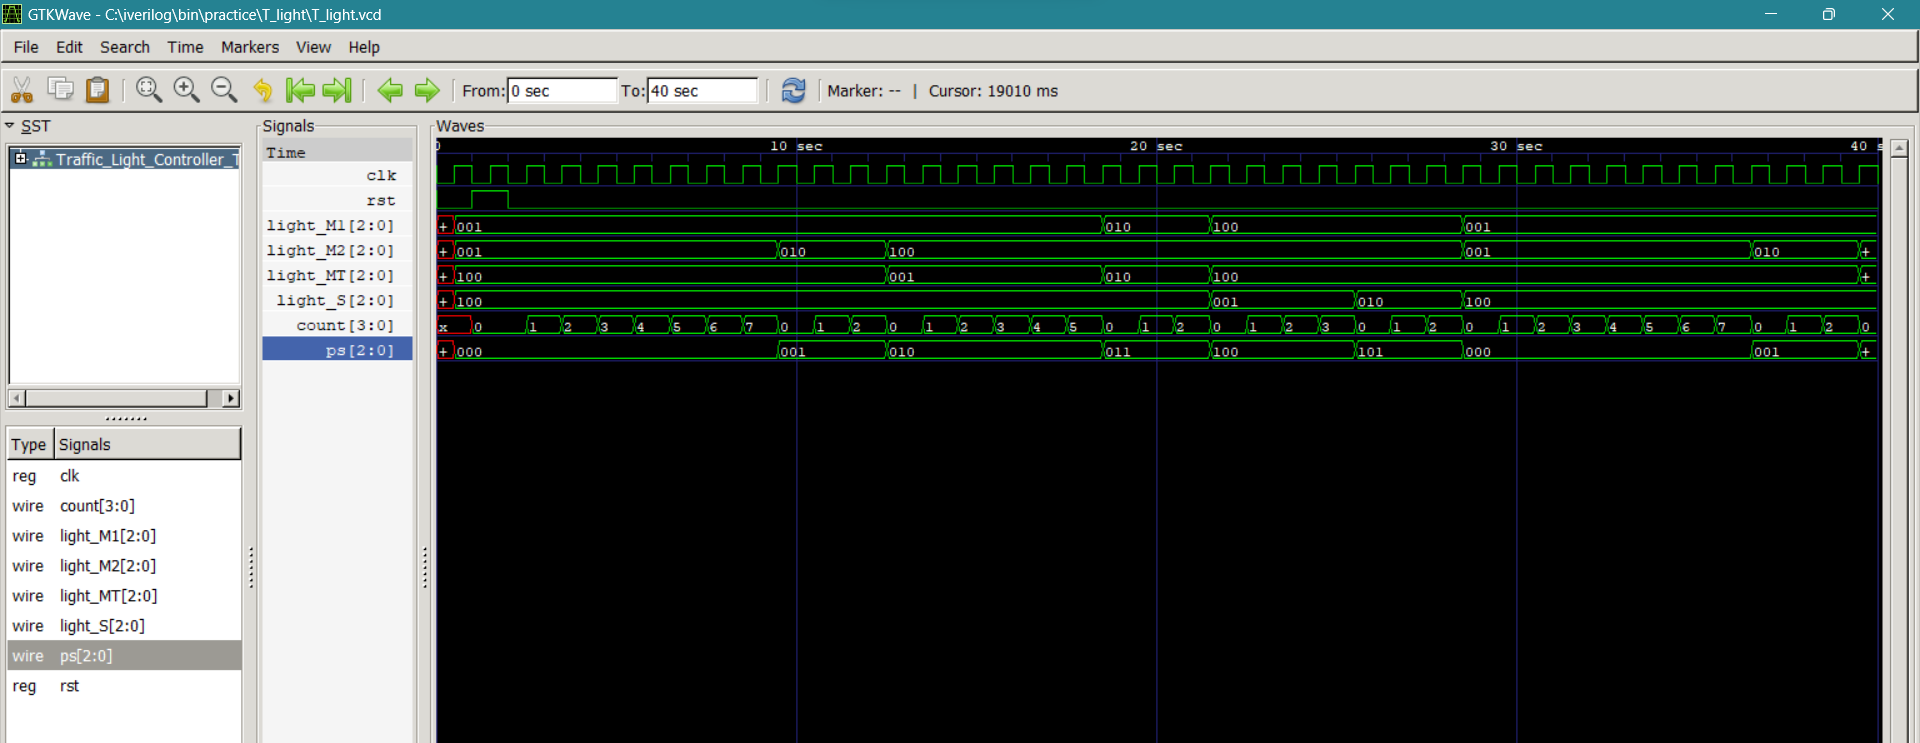 GTKWave - C:\iverilog\bin\practice\T_light\T_light.vcd
File Edit Search Time Markers View Help
From: 0 sec To: 40 sec Marker: -- | Cursor: 19010 ms
SST
Traffic_Light_Controller_T
Type Signals
reg clk
wire count[3:0]
wire light_M1[2:0]
wire light_M2[2:0]
wire light_MT[2:0]
wire light_S[2:0]
wire ps[2:0]
reg rst
Signals
Time
clk
rst
light_M1[2:0]
light_M2[2:0]
light_MT[2:0]
light_S[2:0]
count[3:0]
ps[2:0]
Waves
0 10 sec 20 sec 30 sec 40 s
+ 001 010 100 001
+ 001 010 100 001 010 +
+ 100 001 010 100 +
+ 100 001 010 100
x 0 1 2 3 4 5 6 7 0 1 2 0 1 2 3 4 5 0 1 2 0 1 2 3 0 1 2 0 1 2 3 4 5 6 7 0 1 2 0
+ 000 001 010 011 100 101 000 001 +